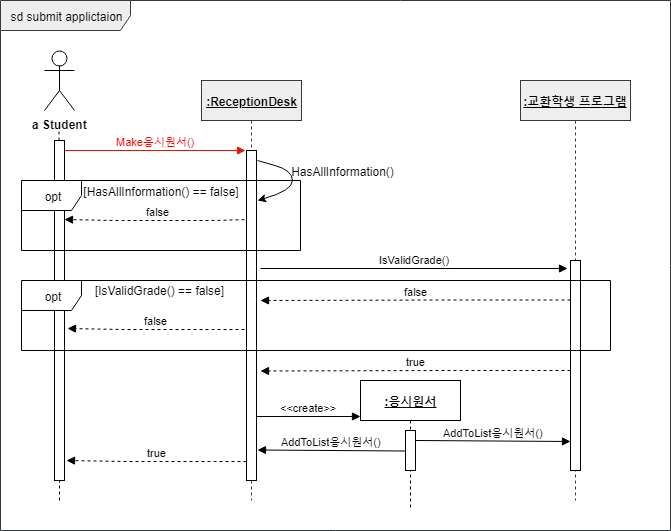 sd submit applictaion
a Student
:ReceptionDesk
:교환학생 프로그램
Make응시원서()
HasAllInformation()
opt
[HasAllInformation() == false]
false
IsValidGrade()
opt
[IsValidGrade() == false]
false
false
true
<<create>>
:응시원서
AddToList응시원서()
AddToList응시원서()
true